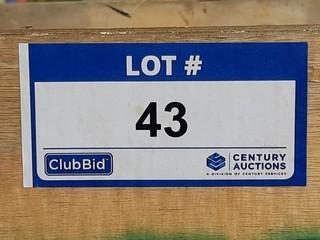 LOT #
43
ClubBid
CENTURY
AUCTIONS
A DIVISION OF CENTURY SERVICES